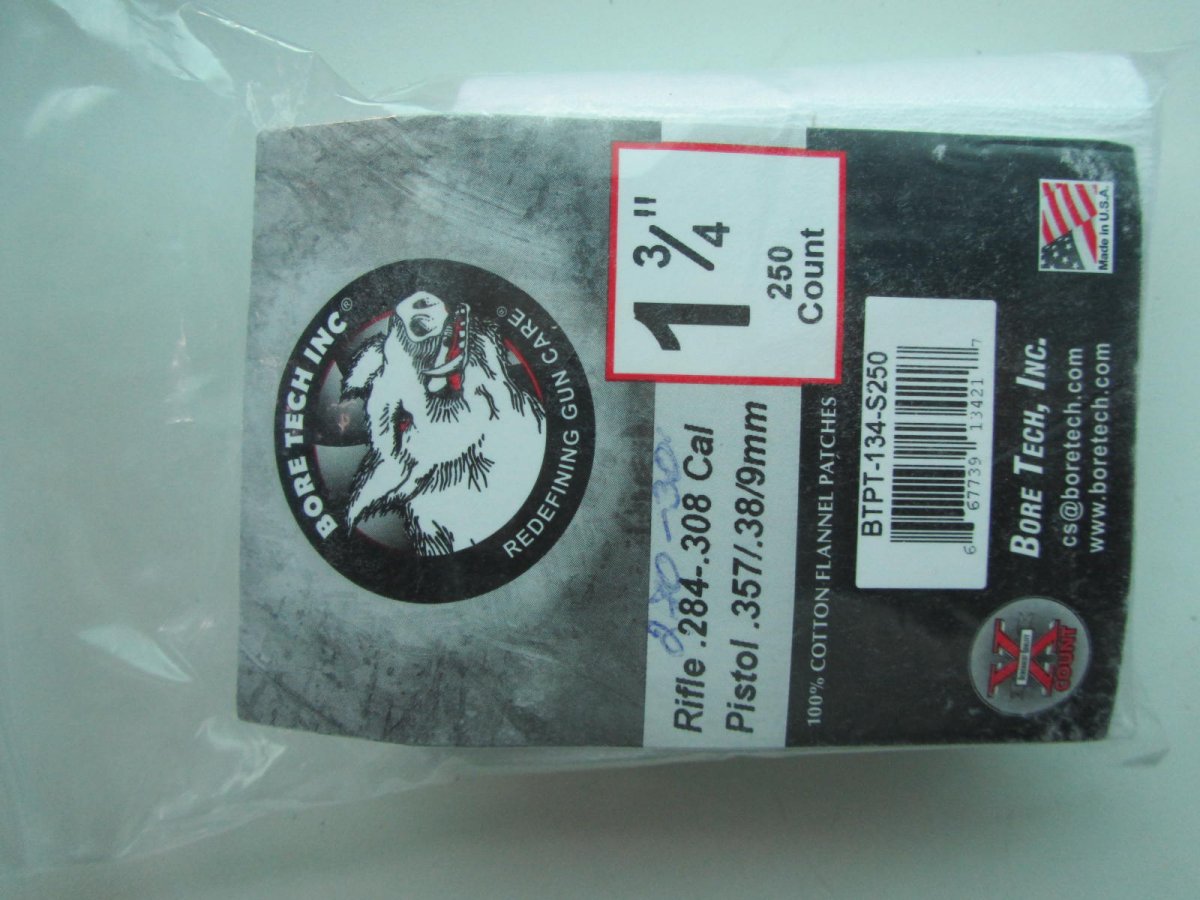 BORE TECH INC®
REDEFINING GUN CARE®
1 3/4"
250
Count
Rifle .284-.308 Cal
Pistol .357/.38/9mm
100% COTTON FLANNEL PATCHES
BTPT-134-S250
6 67739 13421 7
Made in U.S.A.
BORE TECH, INC.
cs@boretech.com
www.boretech.com
X
COUNT